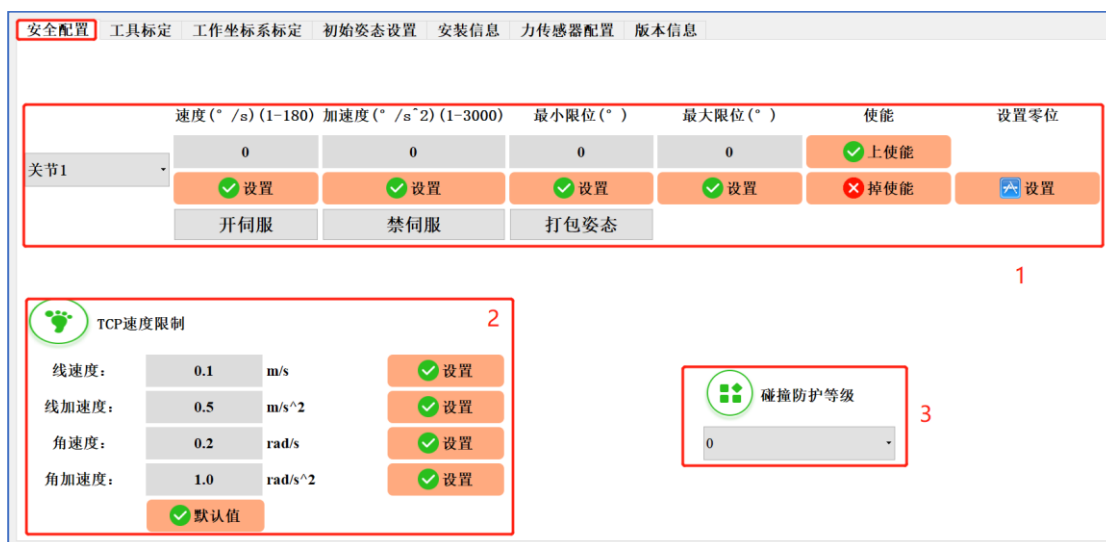 安全配置 工具标定 工作坐标系标定 初始姿态设置 安装信息 力传感器配置 版本信息
速度(°/s)(1-180) 加速度(°/s^2)(1-3000) 最小限位(°) 最大限位(°) 使能 设置零位
0 0 0 0 上使能
关节1
设置 设置 设置 设置 掉使能 设置
开伺服 禁伺服 打包姿态
1
TCP速度限制 2
线速度: 0.1 m/s 设置
线加速度: 0.5 m/s^2 设置
角速度: 0.2 rad/s 设置
角加速度: 1.0 rad/s^2 设置
默认值
碰撞防护等级 3
0